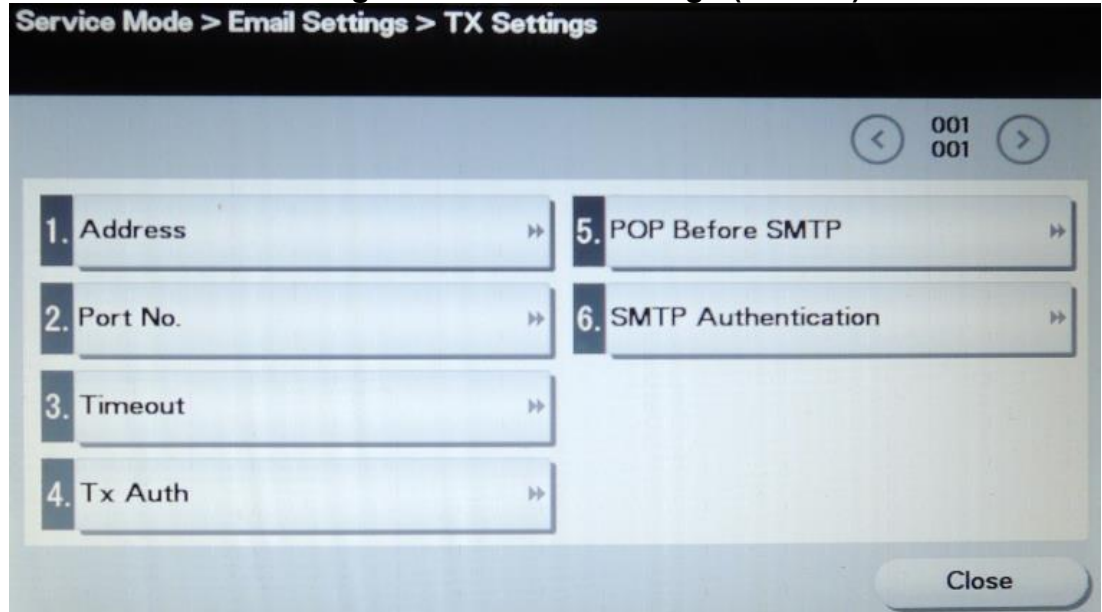 Service Mode > Email Settings > TX Settings
001
001
1. Address
2. Port No.
3. Timeout
4. Tx Auth
5. POP Before SMTP
6. SMTP Authentication
Close